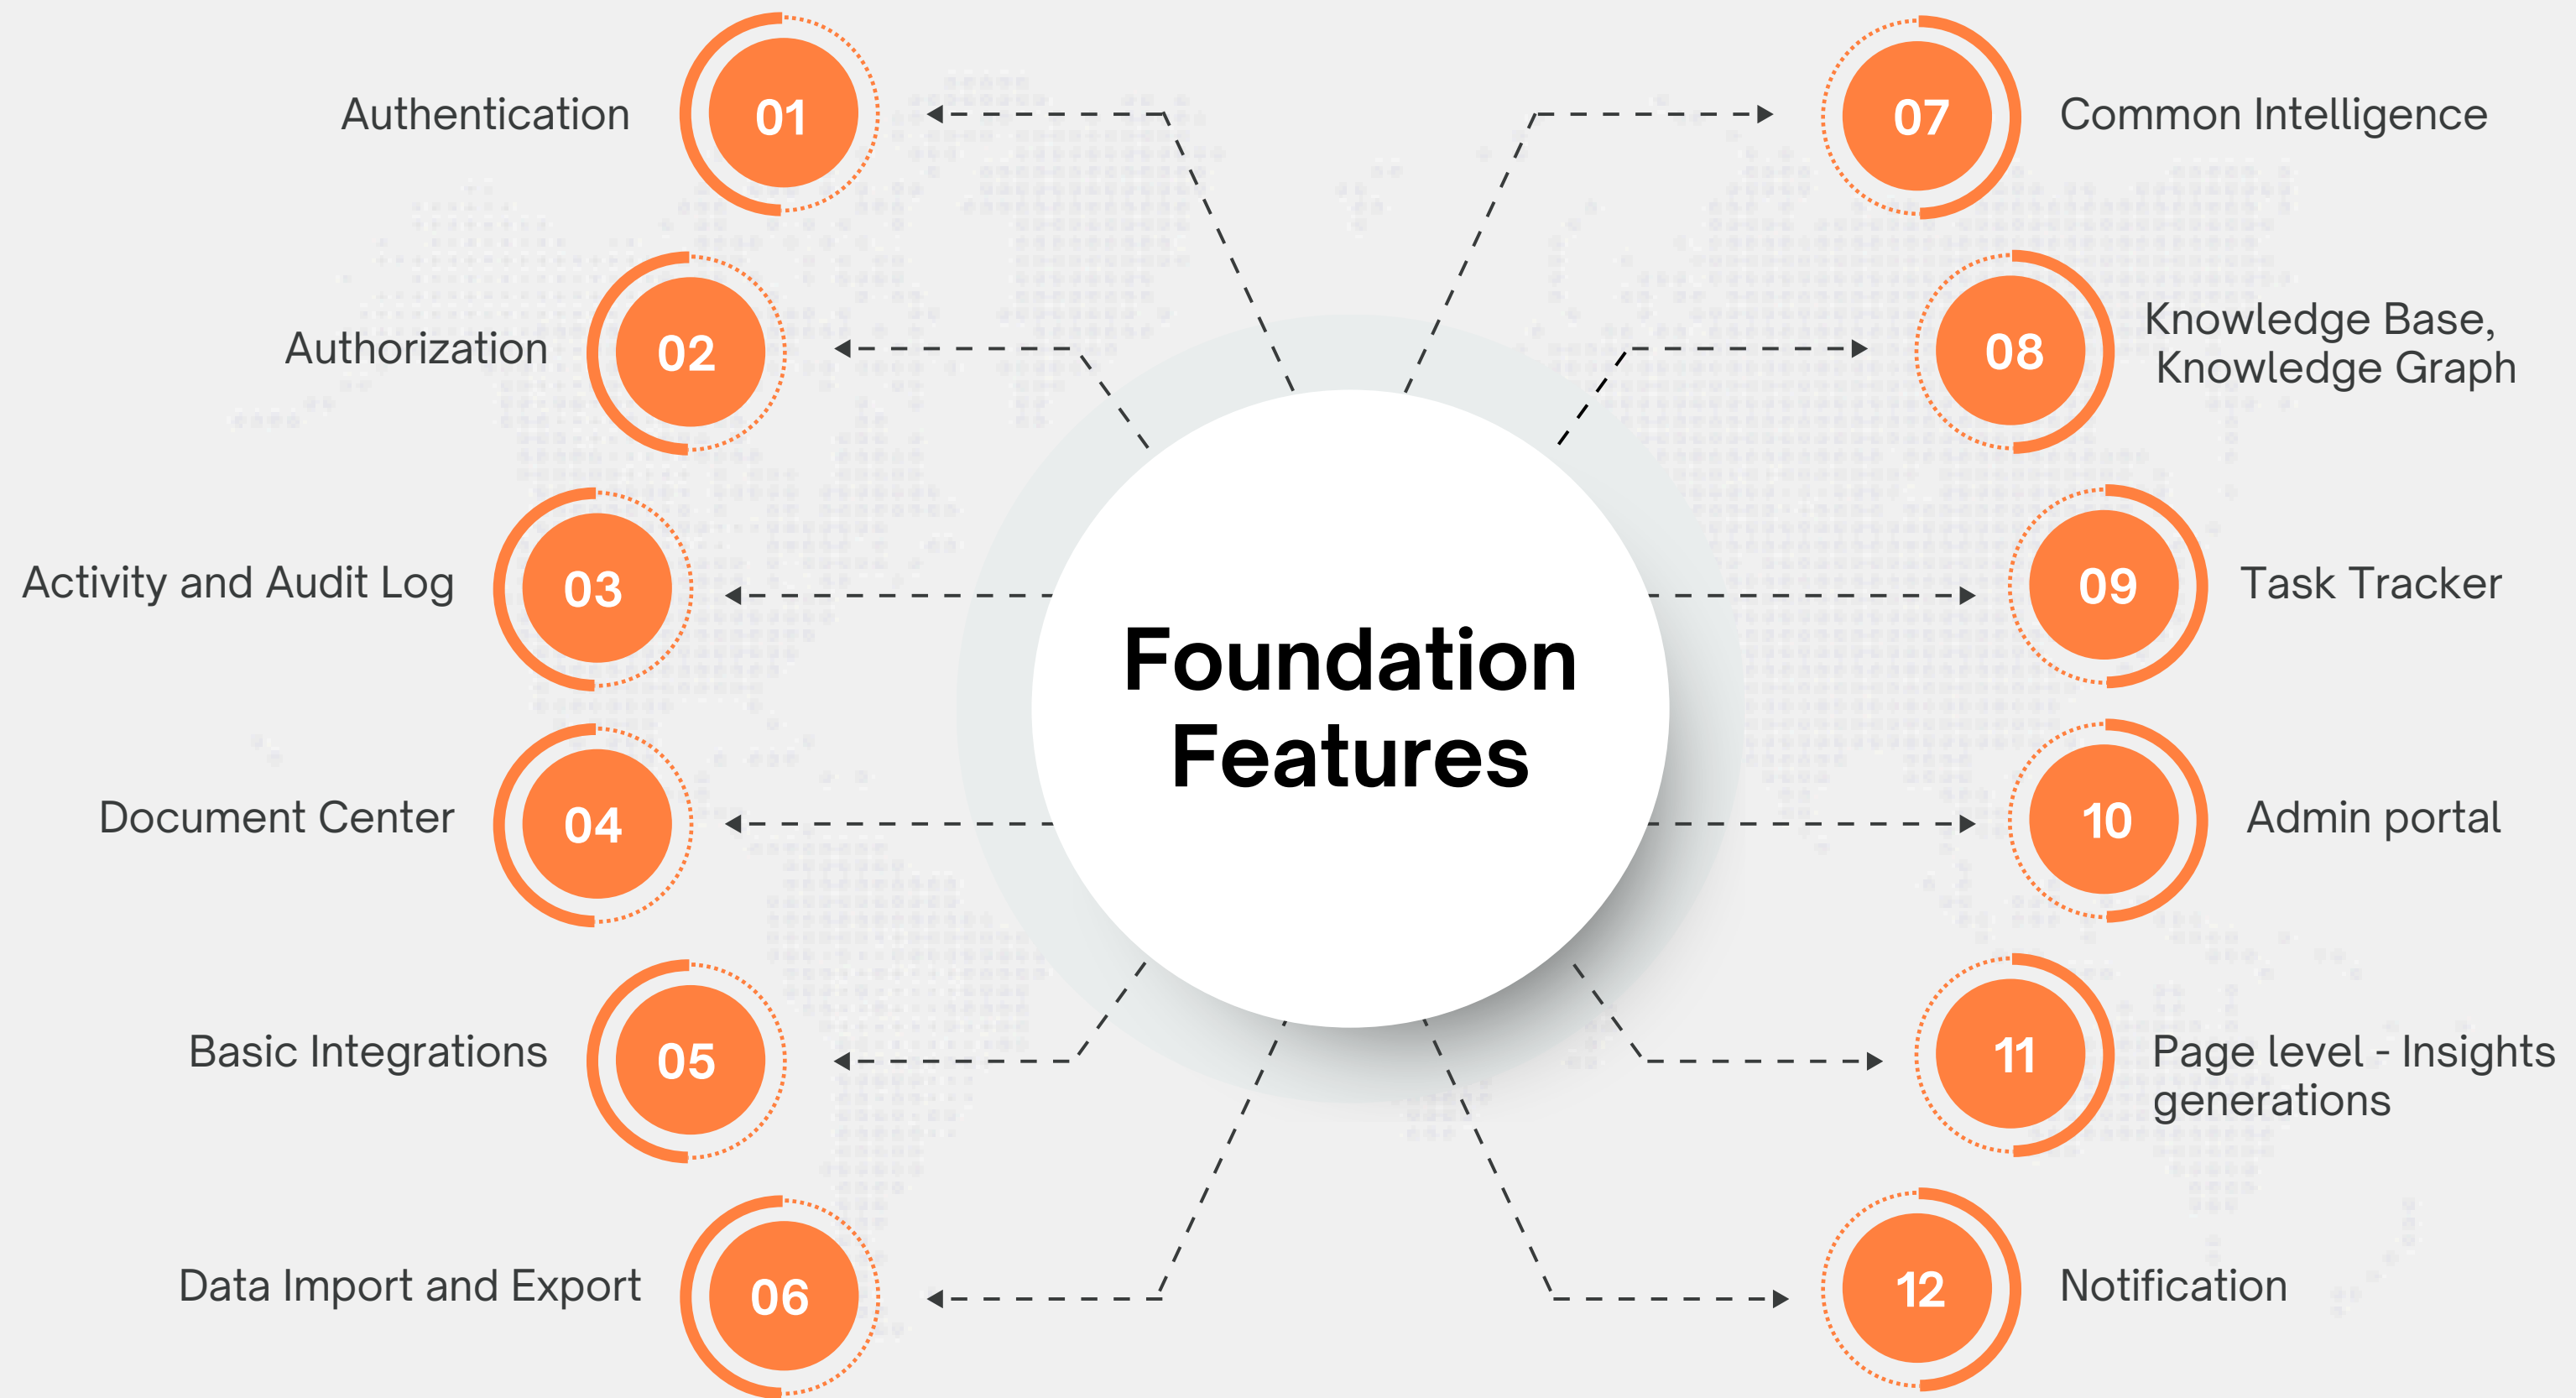 Foundation
Features
01
Authentication
02
Authorization
03
Activity and Audit Log
04
Document Center
05
Basic Integrations
06
Data Import and Export
07
Common Intelligence
08
Knowledge Base,
Knowledge Graph
09
Task Tracker
10
Admin portal
11
Page level - Insights
generations
12
Notification